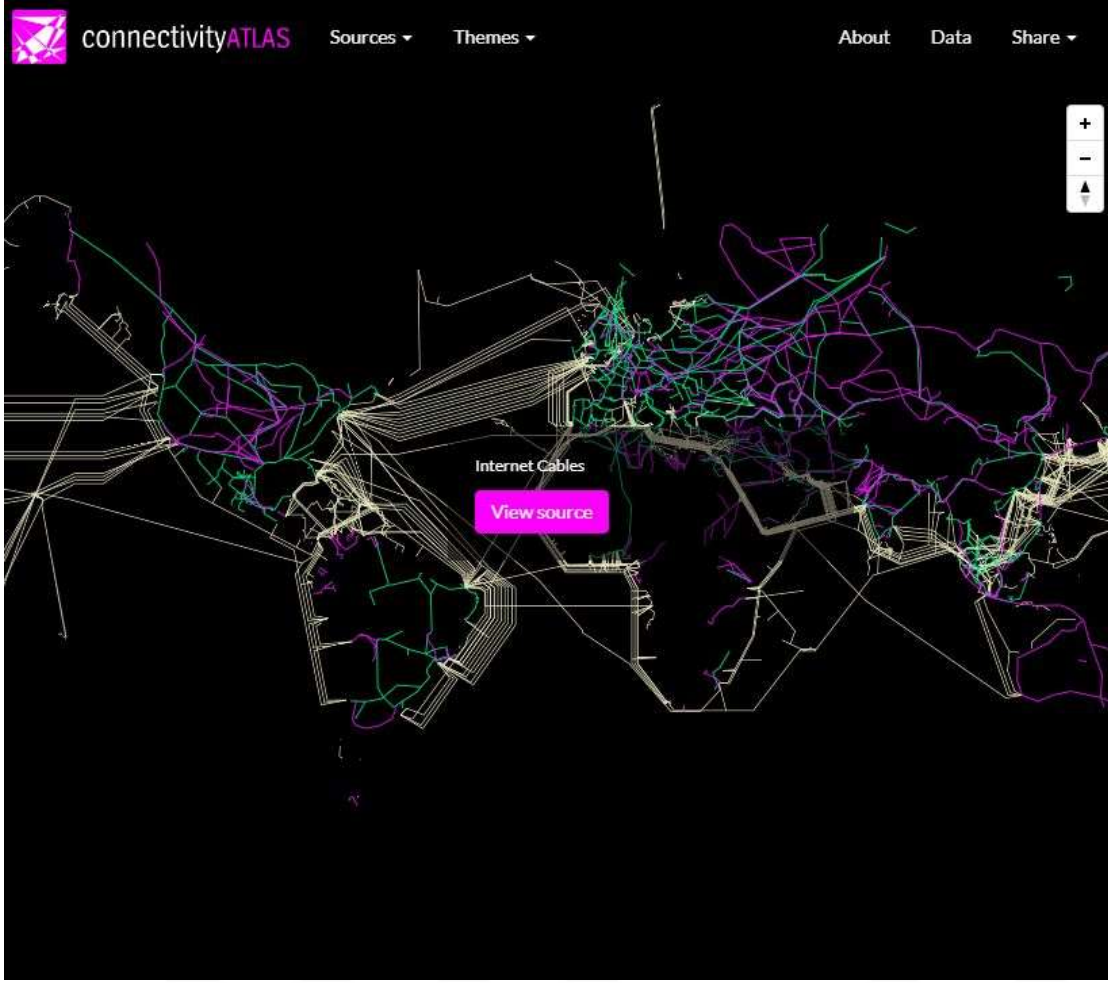 connectivityATLAS Sources Themes About Data Share
+
−
Internet Cables
View source